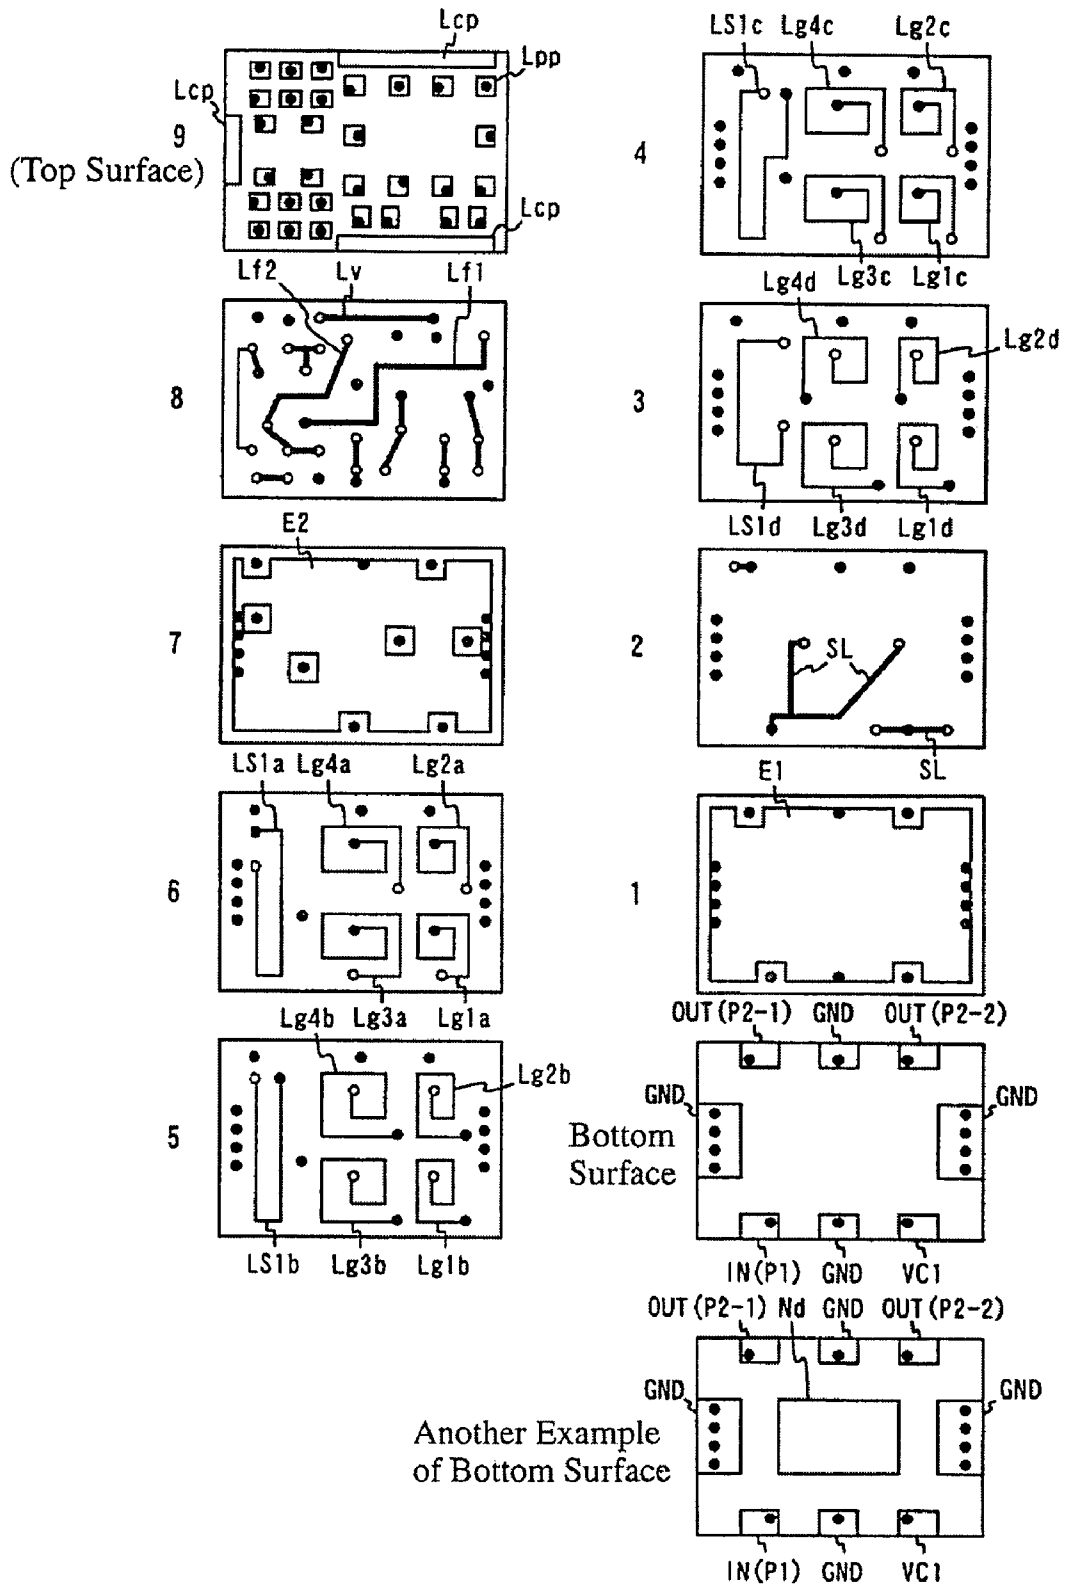 Lcp
Lpp
Lcp
9
(Top Surface)
Lcp
Lf2 Lv Lf1
8
E2
7
LS1a Lg4a Lg2a
6
Lg3a Lg1a
Lg4b
Lg2b
5
LS1b Lg3b Lg1b
LS1c Lg4c Lg2c
4
Lg3c Lg1c
Lg4d
Lg2d
3
LS1d Lg3d Lg1d
2
SL
SL
E1
1
OUT(P2-1) GND OUT(P2-2)
GND GND
Bottom
Surface
IN(P1) GND VC1
OUT(P2-1) Nd GND OUT(P2-2)
GND GND
Another Example
of Bottom Surface
IN(P1) GND VC1